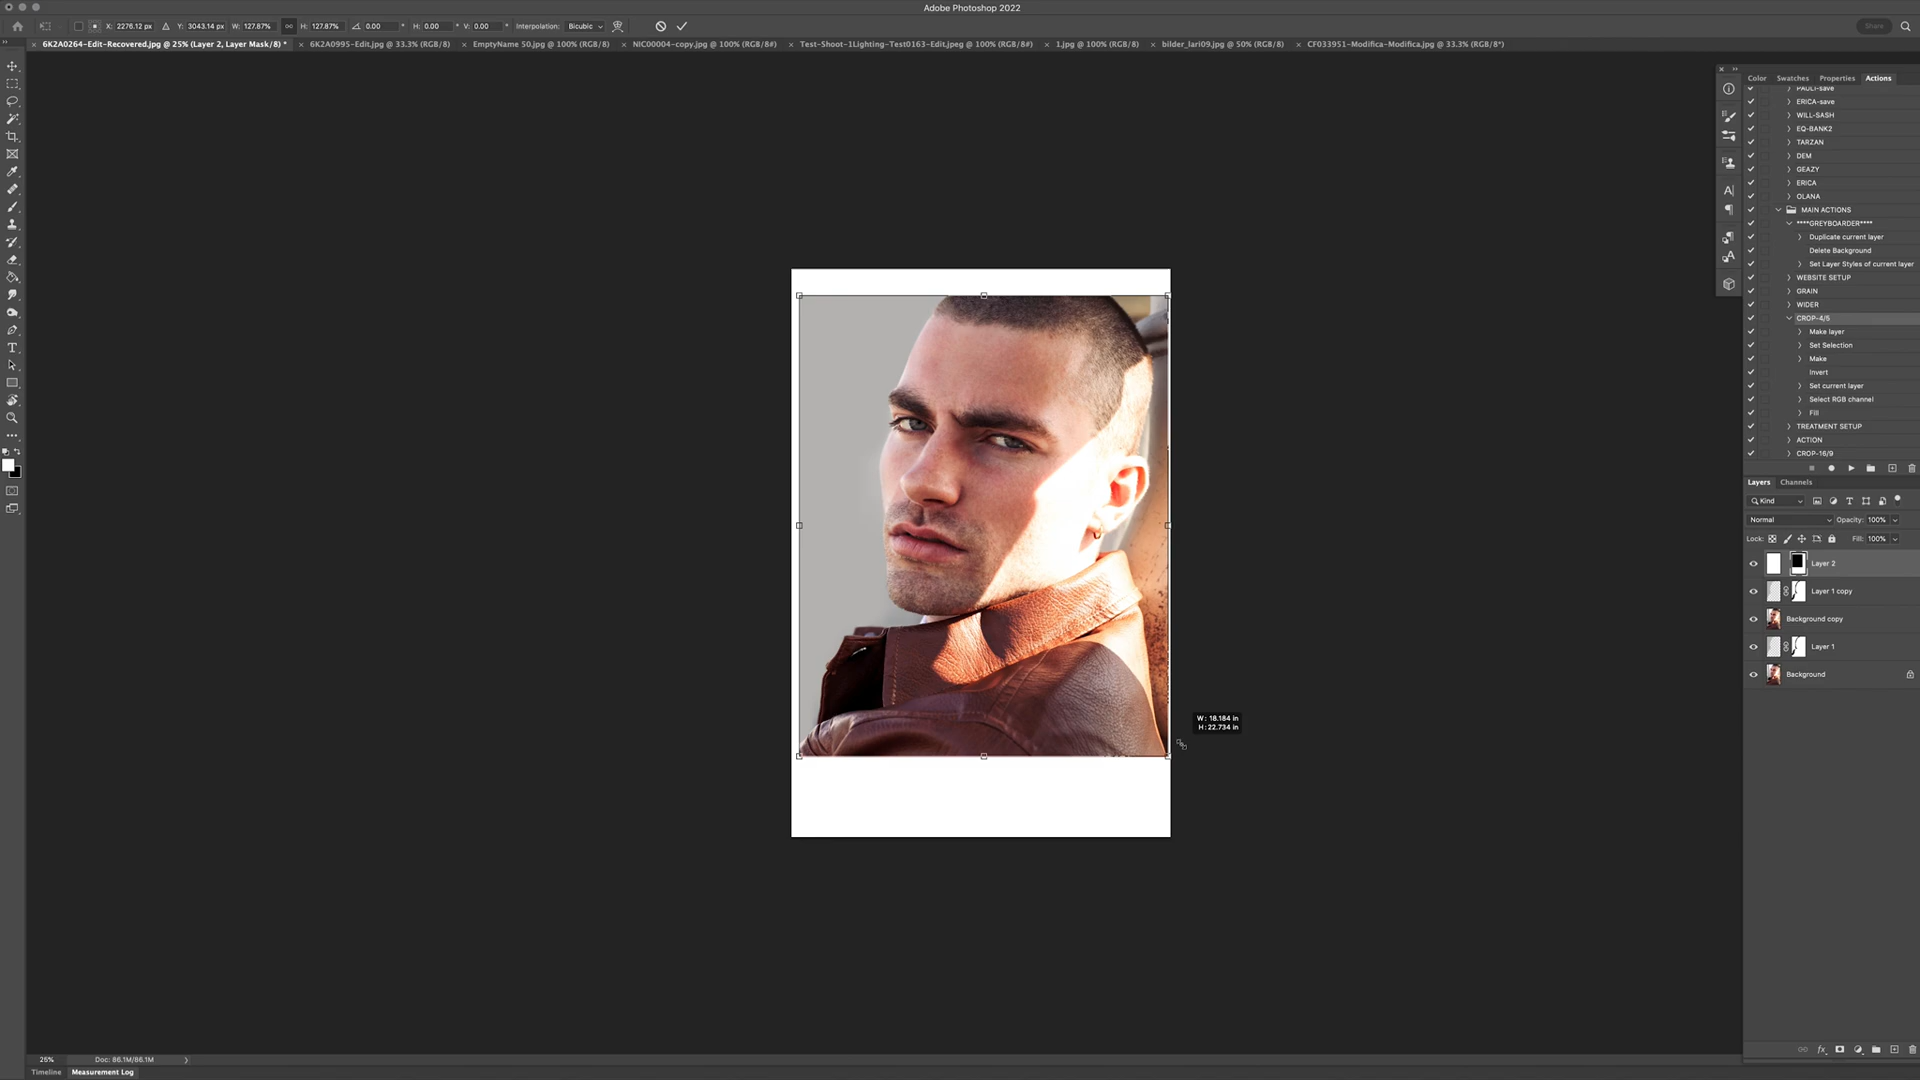 Adobe Photoshop 2022
X: 2276.12 px Y: 3043.14 px W: 127.87% H: 127.87% 0.00 ° H: 0.00 ° V: 0.00 ° Interpolation: Bicubic Share
6K2A0264-Edit-Recovered.jpg @ 25% (Layer 2, Layer Mask/8) * 6K2A0995-Edit.jpg @ 33.3% (RGB/8) EmptyName 50.jpg @ 100% (RGB/8) NIC00004-copy.jpg @ 100% (RGB/8#) Test-Shoot-1Lighting-Test0163-Edit.jpeg @ 100% (RGB/8#) 1.jpg @ 100% (RGB/8) bilder_lari09.jpg @ 50% (RGB/8) CF033951-Modifica-Modifica.jpg @ 33.3% (RGB/8*)
Color Swatches Properties Actions
PAULI-save
ERICA-save
WILL-SASH
EQ-BANK2
TARZAN
DEM
GEAZY
ERICA
OLANA
MAIN ACTIONS
****GREYBOARDER****
Duplicate current layer
Delete Background
Set Layer Styles of current layer
WEBSITE SETUP
GRAIN
WIDER
CROP-4/5
Make layer
Set Selection
Make
Invert
Set current layer
Select RGB channel
Fill
TREATMENT SETUP
ACTION
CROP-16/9
Layers Channels
Kind
Normal Opacity: 100%
Lock: Fill: 100%
Layer 2
Layer 1 copy
Background copy
Layer 1
Background
W: 18.184 in
H: 22.734 in
25% Doc: 86.1M/86.1M
Timeline Measurement Log